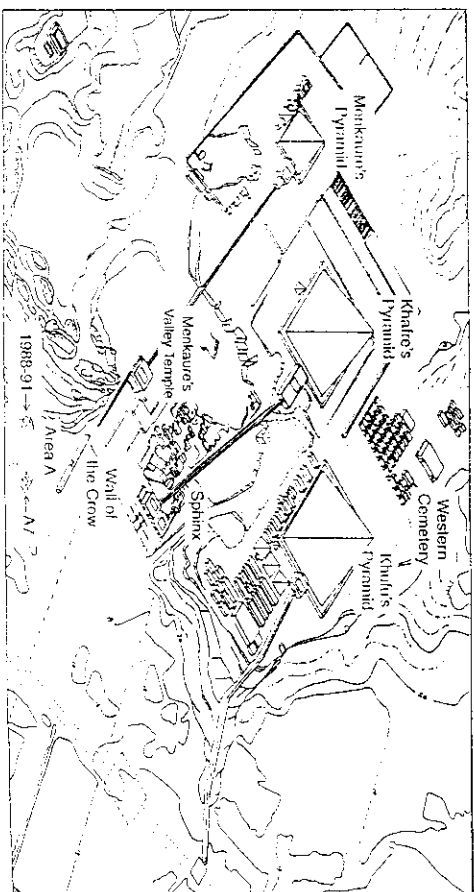 Menkaure's
Pyramid
Khafre's
Pyramid
Western
Cemetery
Khufu's
Pyramid
Menkaure's
Valley Temple
Sphinx
Wall of
the Crow
1988-91→
Area A
←A7